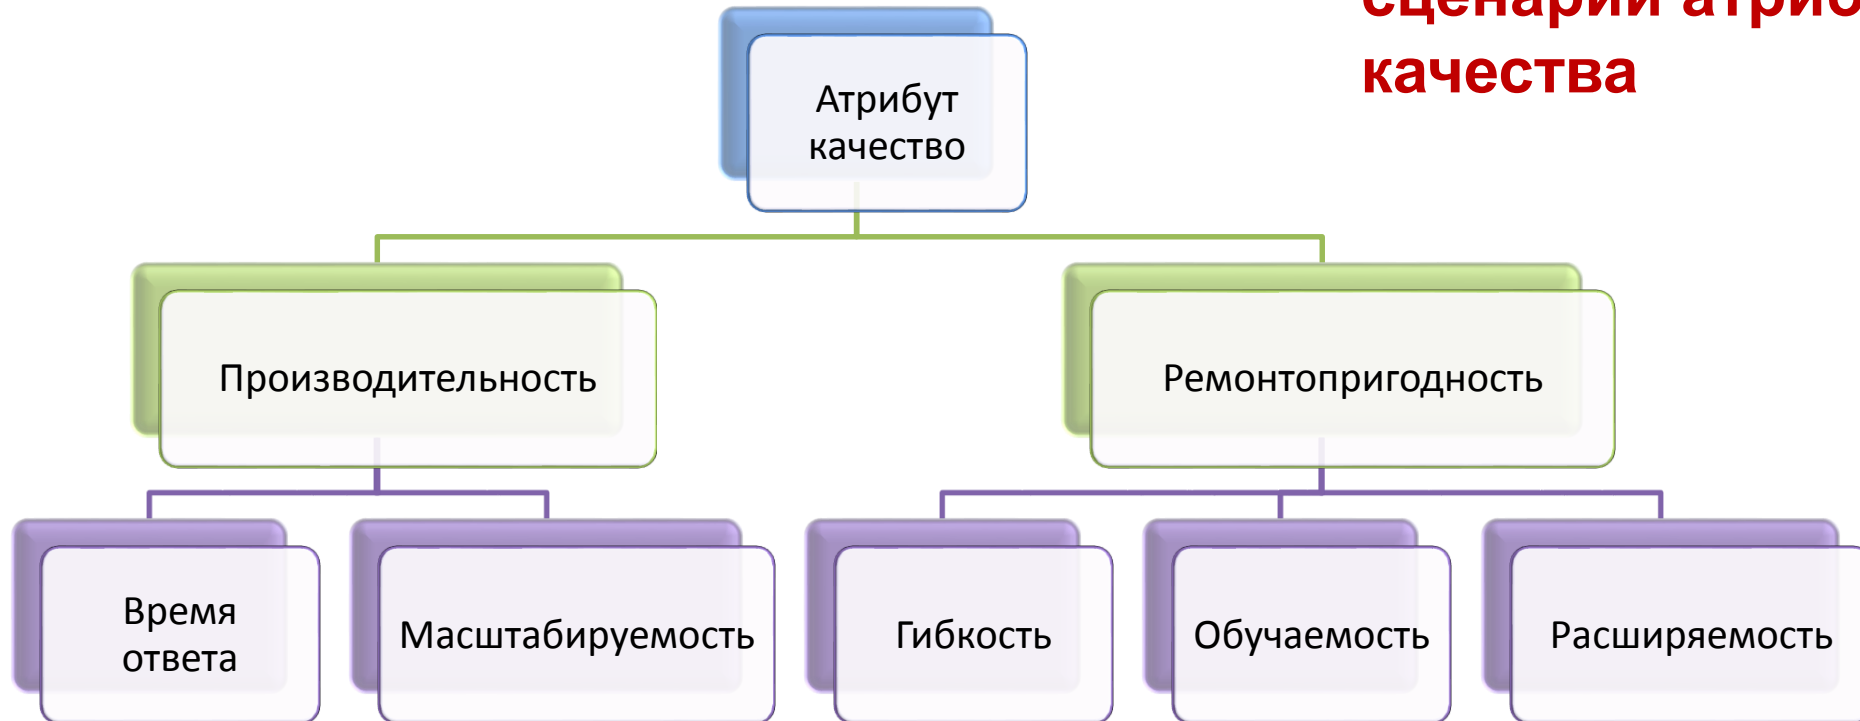 качества
Атрибут
качество
Производительность
Ремонтопригодность
Время
ответа
Масштабируемость
Гибкость
Обучаемость
Расширяемость